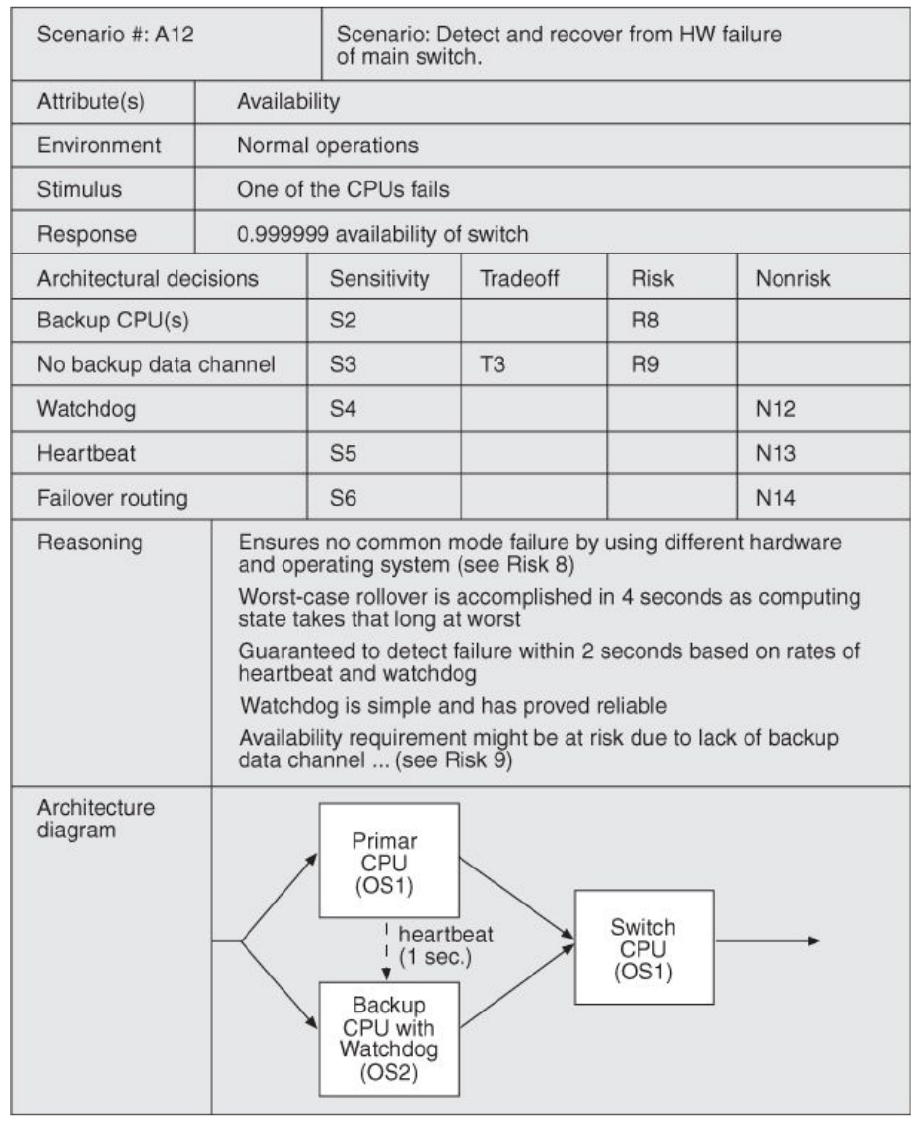 Scenario #: A12
Scenario: Detect and recover from HW failure
of main switch.
Attribute(s) Availability
Environment Normal operations
Stimulus One of the CPUs fails
Response 0.999999 availability of switch
Architectural decisions Sensitivity Tradeoff Risk Nonrisk
Backup CPU(s) S2 R8
No backup data channel S3 T3 R9
Watchdog S4 N12
Heartbeat S5 N13
Failover routing S6 N14
Reasoning
Ensures no common mode failure by using different hardware
and operating system (see Risk 8)
Worst-case rollover is accomplished in 4 seconds as computing
state takes that long at worst
Guaranteed to detect failure within 2 seconds based on rates of
heartbeat and watchdog
Watchdog is simple and has proved reliable
Availability requirement might be at risk due to lack of backup
data channel ... (see Risk 9)
Architecture
diagram
Primar
CPU
(OS1)
heartbeat
(1 sec.)
Backup
CPU with
Watchdog
(OS2)
Switch
CPU
(OS1)